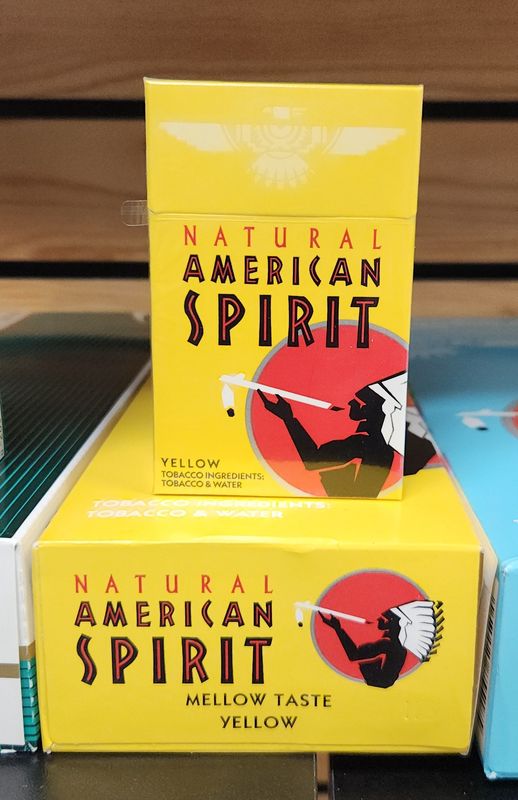 NATURAL
AMERICAN
SPIRIT
YELLOW
TOBACCO INGREDIENTS:
TOBACCO & WATER
TOBACCO INGREDIENTS:
TOBACCO & WATER
NATURAL
AMERICAN
SPIRIT
MELLOW TASTE
YELLOW